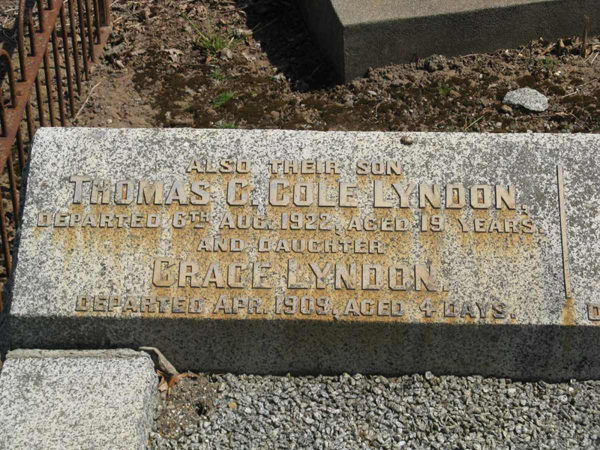 ALSO THEIR SON
THOMAS G. COLE LYNDON.,
DEPARTED 6TH AUG. 1922, AGED 19 YEARS.
AND DAUGHTER
GRACE LYNDON.
DEPARTED APR. 1909, AGED 4 DAYS.